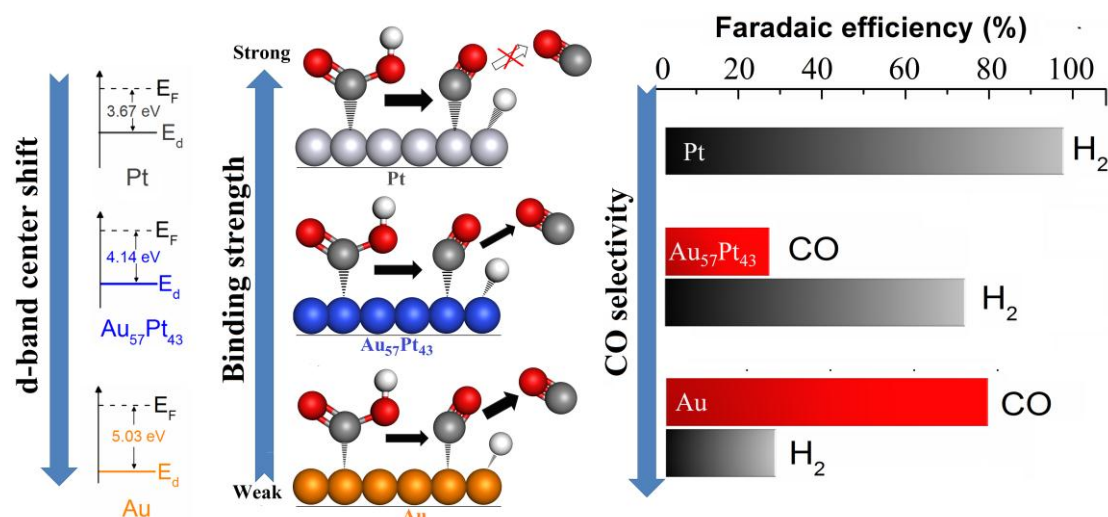 d-band center shift
E_F
3.67 eV
E_d
Pt
E_F
4.14 eV
E_d
Au₅₇Pt₄₃
E_F
5.03 eV
E_d
Au
Strong
Binding strength
Weak
Pt
Au₅₇Pt₄₃
Au
Faradaic efficiency (%)
0 20 40 60 80 100
CO selectivity
Pt H₂
Au₅₇Pt₄₃ CO
H₂
Au CO
H₂